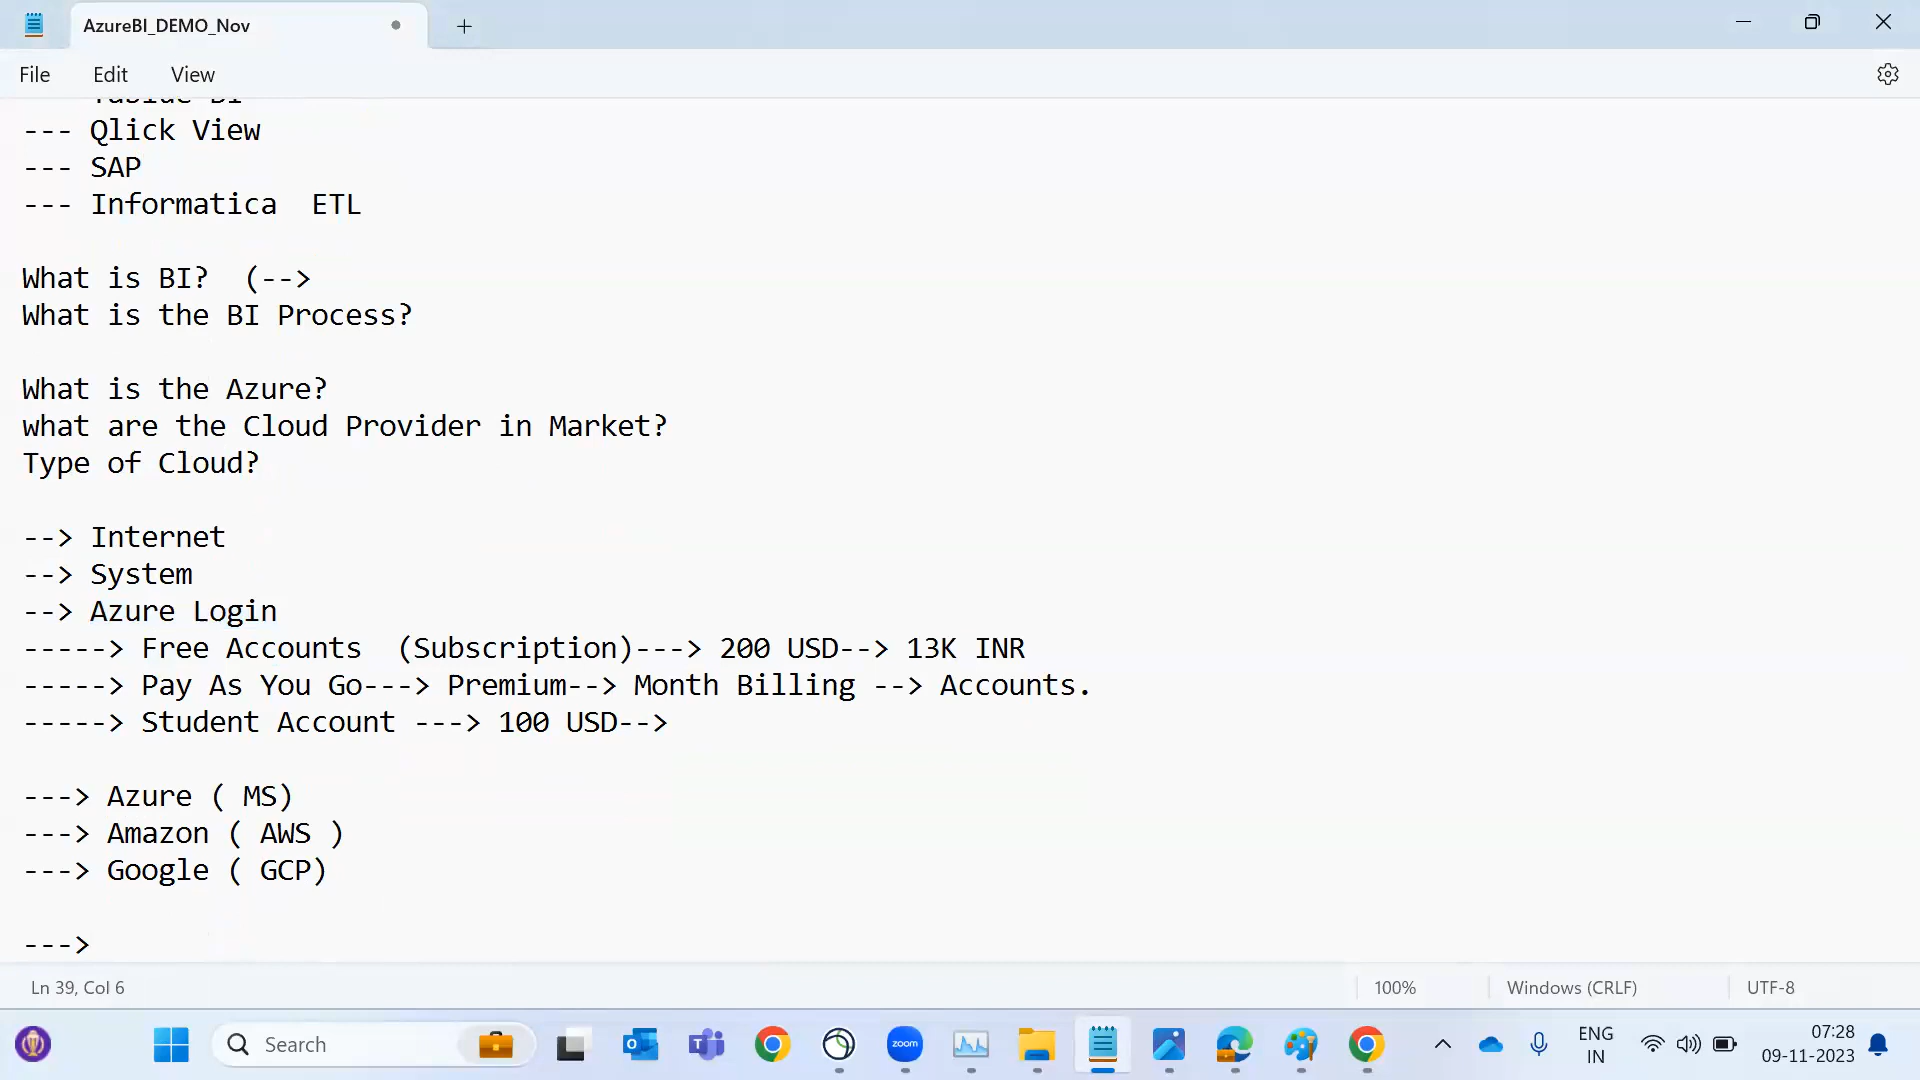 AzureBI_DEMO_Nov
File Edit View
--- Qlick View
--- SAP
--- Informatica  ETL
What is BI?  (-->
What is the BI Process?
What is the Azure?
what are the Cloud Provider in Market?
Type of Cloud?
--> Internet
--> System
--> Azure Login
-----> Free Accounts  (Subscription)---> 200 USD--> 13K INR
-----> Pay As You Go---> Premium--> Month Billing --> Accounts.
-----> Student Account ---> 100 USD-->
---> Azure ( MS)
---> Amazon ( AWS )
---> Google ( GCP)
--->
Ln 39, Col 6 100% Windows (CRLF) UTF-8
Search zoom ENG IN 07:28 09-11-2023